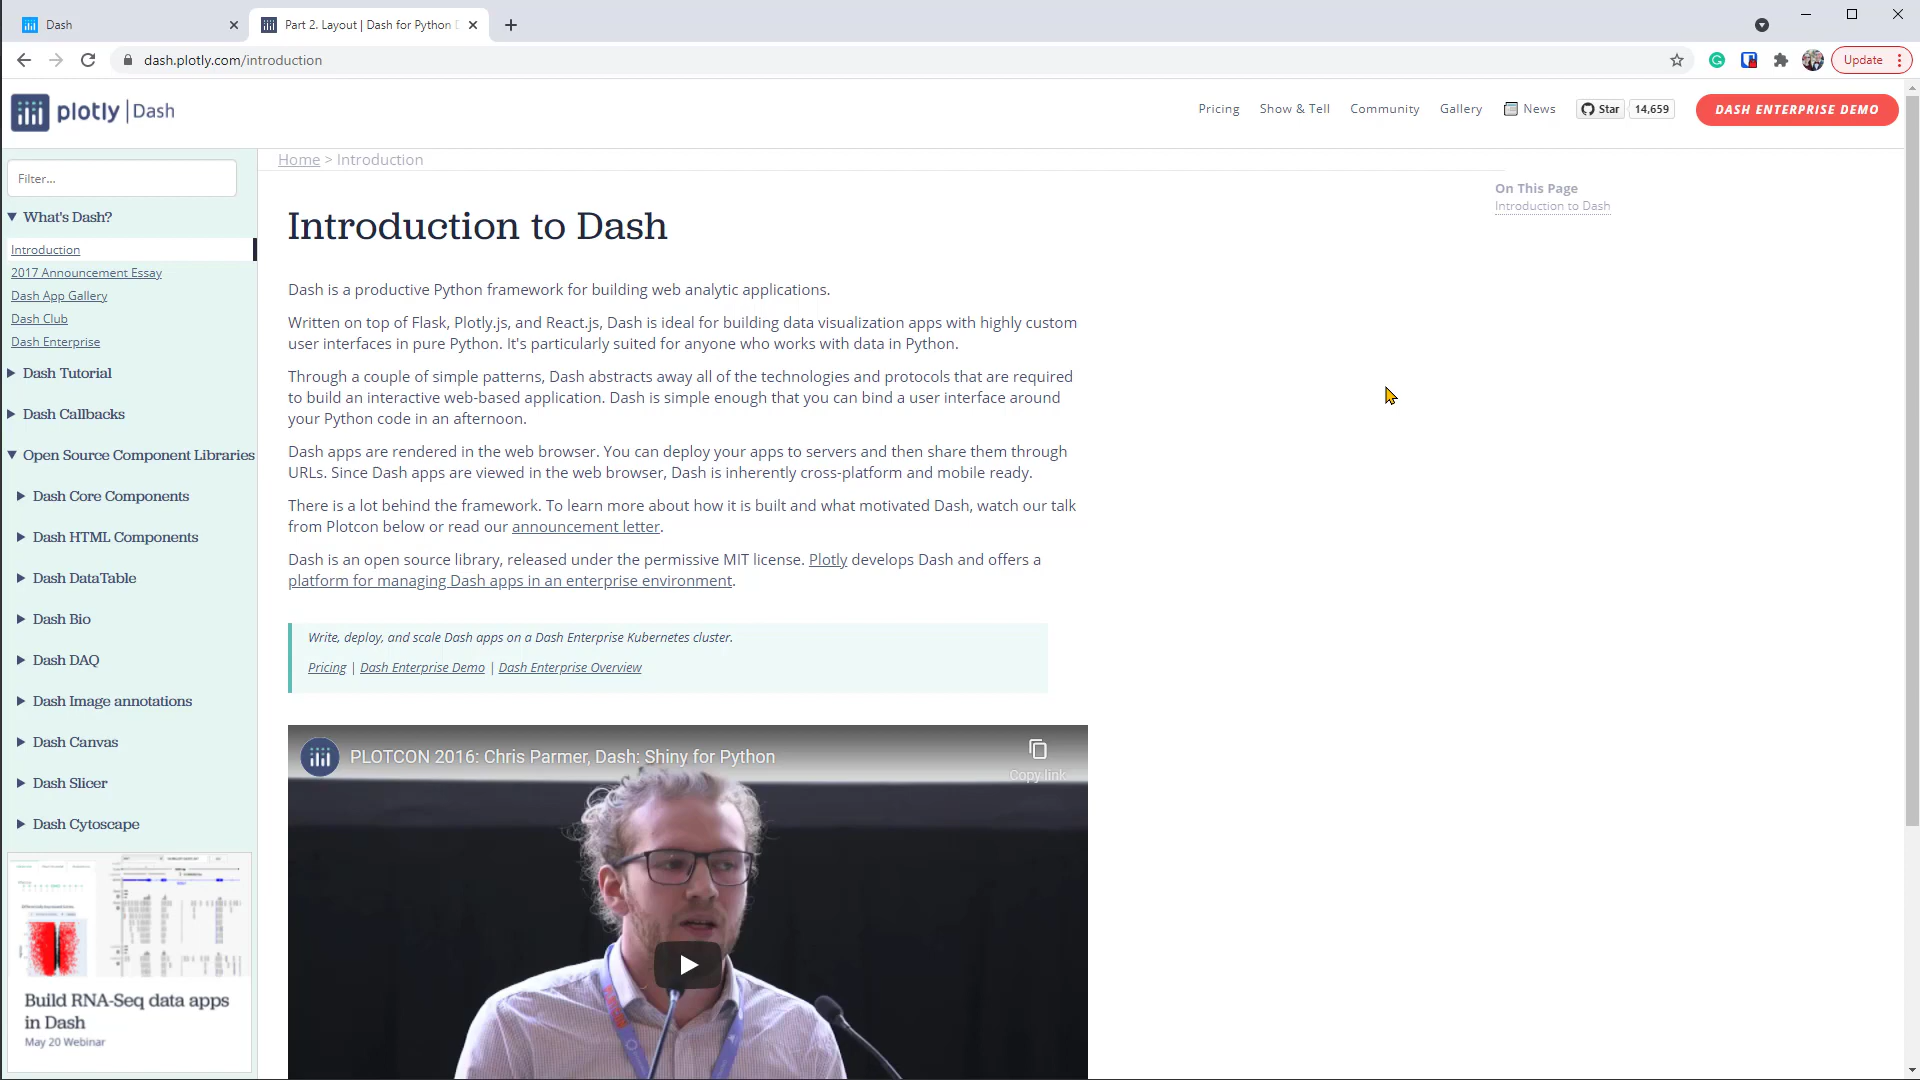 Dash
Part 2. Layout | Dash for Python
dash.plotly.com/introduction
Update
plotly | Dash
Pricing
Show & Tell
Community
Gallery
News
Star
14,659
DASH ENTERPRISE DEMO
Filter...
What's Dash?
Introduction
2017 Announcement Essay
Dash App Gallery
Dash Club
Dash Enterprise
Dash Tutorial
Dash Callbacks
Open Source Component Libraries
Dash Core Components
Dash HTML Components
Dash DataTable
Dash Bio
Dash DAQ
Dash Image annotations
Dash Canvas
Dash Slicer
Dash Cytoscape
Build RNA-Seq data apps
in Dash
May 20 Webinar
Home > Introduction
Introduction to Dash
Dash is a productive Python framework for building web analytic applications.
Written on top of Flask, Plotly.js, and React.js, Dash is ideal for building data visualization apps with highly custom
user interfaces in pure Python. It's particularly suited for anyone who works with data in Python.
Through a couple of simple patterns, Dash abstracts away all of the technologies and protocols that are required
to build an interactive web-based application. Dash is simple enough that you can bind a user interface around
your Python code in an afternoon.
Dash apps are rendered in the web browser. You can deploy your apps to servers and then share them through
URLs. Since Dash apps are viewed in the web browser, Dash is inherently cross-platform and mobile ready.
There is a lot behind the framework. To learn more about how it is built and what motivated Dash, watch our talk
from Plotcon below or read our announcement letter.
Dash is an open source library, released under the permissive MIT license. Plotly develops Dash and offers a
platform for managing Dash apps in an enterprise environment.
Write, deploy, and scale Dash apps on a Dash Enterprise Kubernetes cluster.
Pricing | Dash Enterprise Demo | Dash Enterprise Overview
PLOTCON 2016: Chris Parmer, Dash: Shiny for Python
Copy link
On This Page
Introduction to Dash